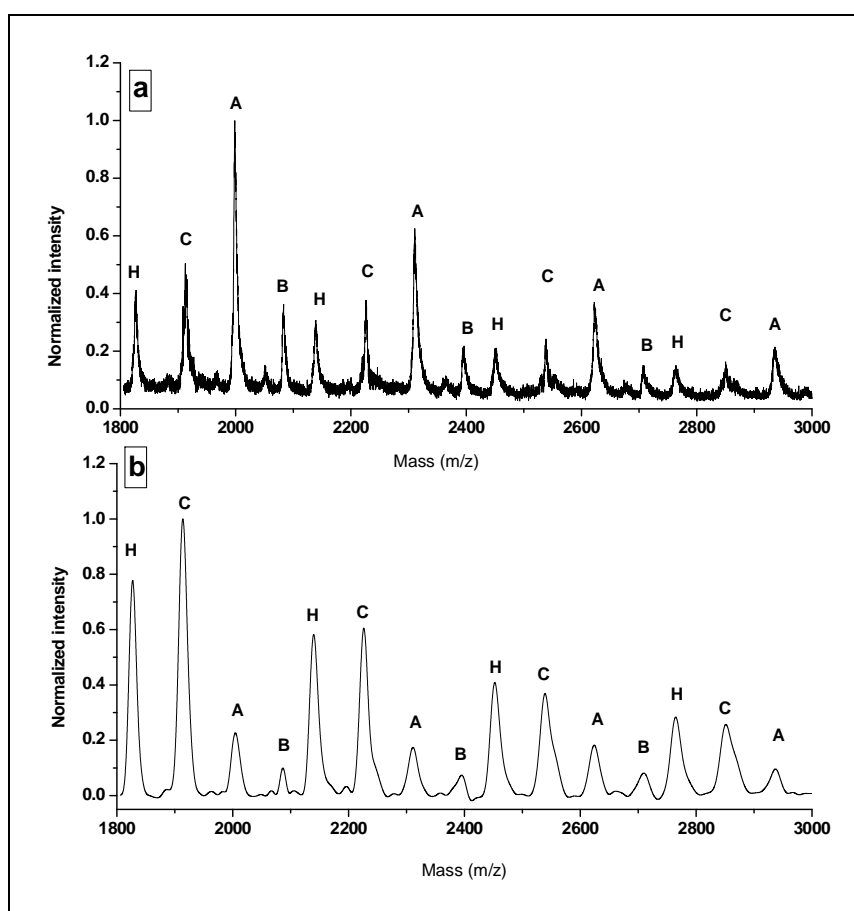 a
1.2
1.0
0.8
0.6
0.4
0.2
0.0
Normalized intensity
H C A B H C A B H C A B H C A
1800 2000 2200 2400 2600 2800 3000
Mass (m/z)
b
1.2
1.0
0.8
0.6
0.4
0.2
0.0
Normalized intensity
H C A B H C A B H C A B H C A
1800 2000 2200 2400 2600 2800 3000
Mass (m/z)